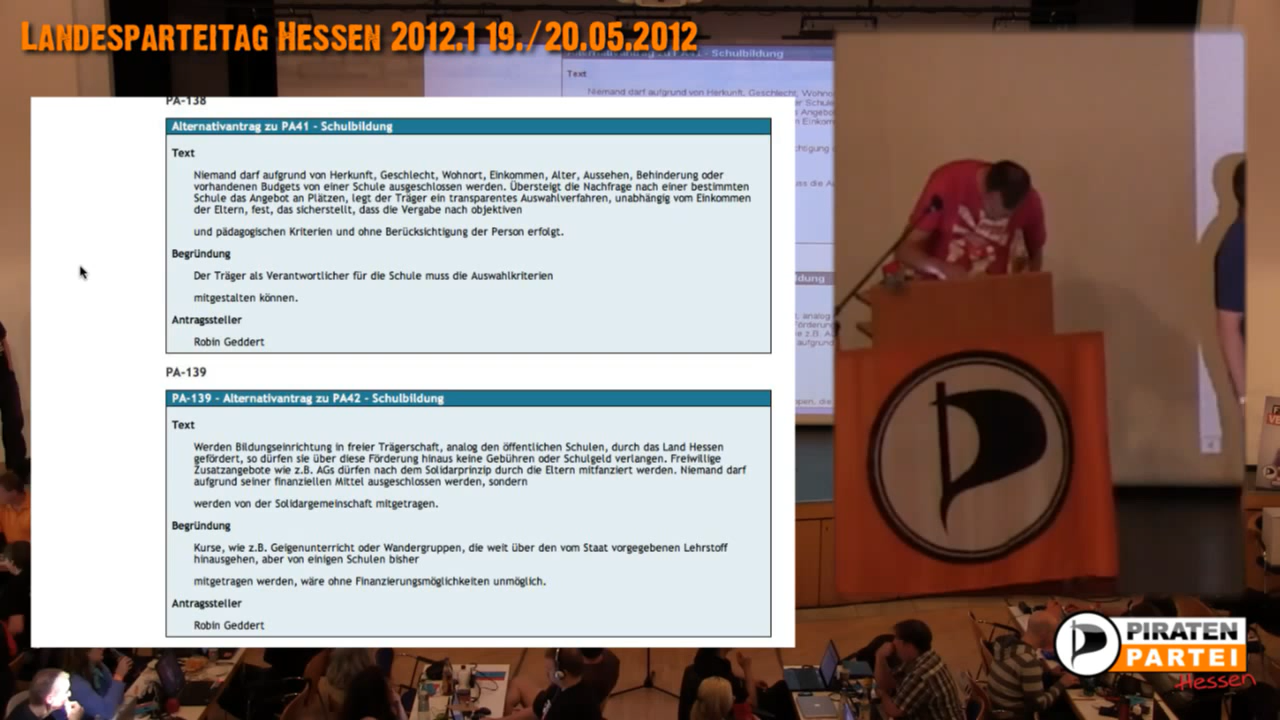 LANDESPARTEITAG HESSEN 2012.1 19./20.05.2012
PA-138
Alternativantrag zu PA41 - Schulbildung
Text
Niemand darf aufgrund von Herkunft, Geschlecht, Wohnort, Einkommen, Alter, Aussehen, Behinderung oder
vorhandenen Budgets von einer Schule ausgeschlossen werden. Übersteigt die Nachfrage nach einer bestimmten
Schule das Angebot an Plätzen, legt der Träger ein transparentes Auswahlverfahren, unabhängig vom Einkommen
der Eltern, fest, das sicherstellt, dass die Vergabe nach objektiven
und pädagogischen Kriterien und ohne Berücksichtigung der Person erfolgt.
Begründung
Der Träger als Verantwortlicher für die Schule muss die Auswahlkriterien
mitgestalten können.
Antragssteller
Robin Geddert
PA-139
PA-139 - Alternativantrag zu PA42 - Schulbildung
Text
Werden Bildungseinrichtung in freier Trägerschaft, analog den öffentlichen Schulen, durch das Land Hessen
gefördert, so dürfen sie über diese Förderung hinaus keine Gebühren oder Schulgeld verlangen. Freiwillige
Zusatzangebote wie z.B. AGs dürfen nach dem Solidarprinzip durch die Eltern mitfanziert werden. Niemand darf
aufgrund seiner finanziellen Mittel ausgeschlossen werden, sondern
werden von der Solidargemeinschaft mitgetragen.
Begründung
Kurse, wie z.B. Geigenunterricht oder Wandergruppen, die weit über den vom Staat vorgegebenen Lehrstoff
hinausgehen, aber von einigen Schulen bisher
mitgetragen werden, wäre ohne Finanzierungsmöglichkeiten unmöglich.
Antragssteller
Robin Geddert
Schulbildung
Text
Niemand darf aufgrund von Herkunft, Geschlecht,
PIRATEN
PARTEI
Hessen